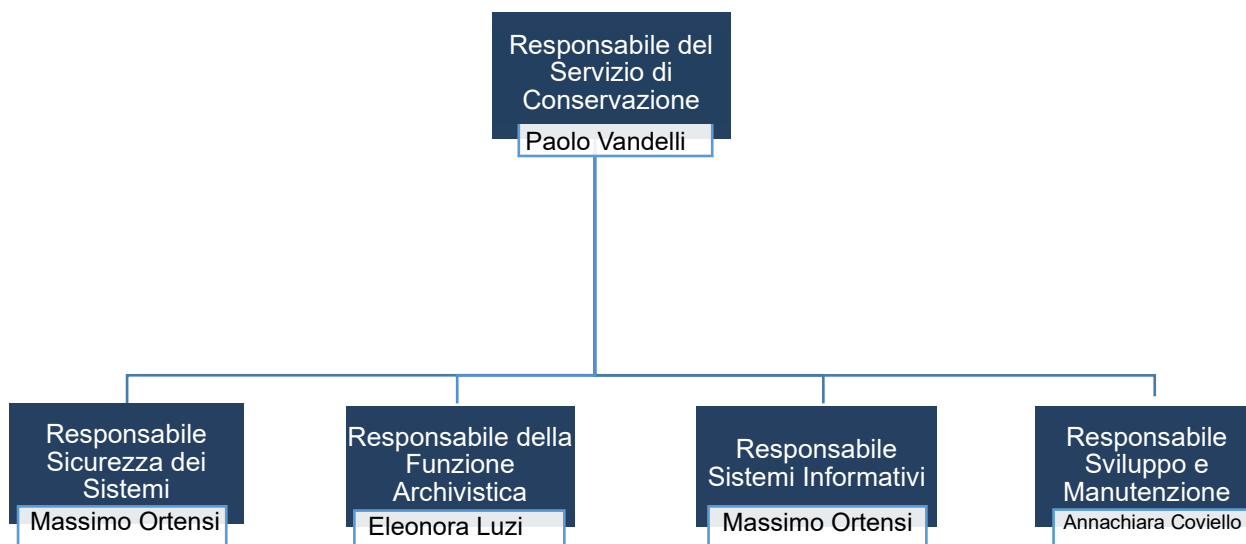 Responsabile del
Servizio di
Conservazione
Paolo Vandelli
Responsabile
Sicurezza dei
Sistemi
Massimo Ortensi
Responsabile della
Funzione
Archivistica
Eleonora Luzi
Responsabile
Sistemi Informativi
Massimo Ortensi
Responsabile
Sviluppo e
Manutenzione
Annachiara Coviello